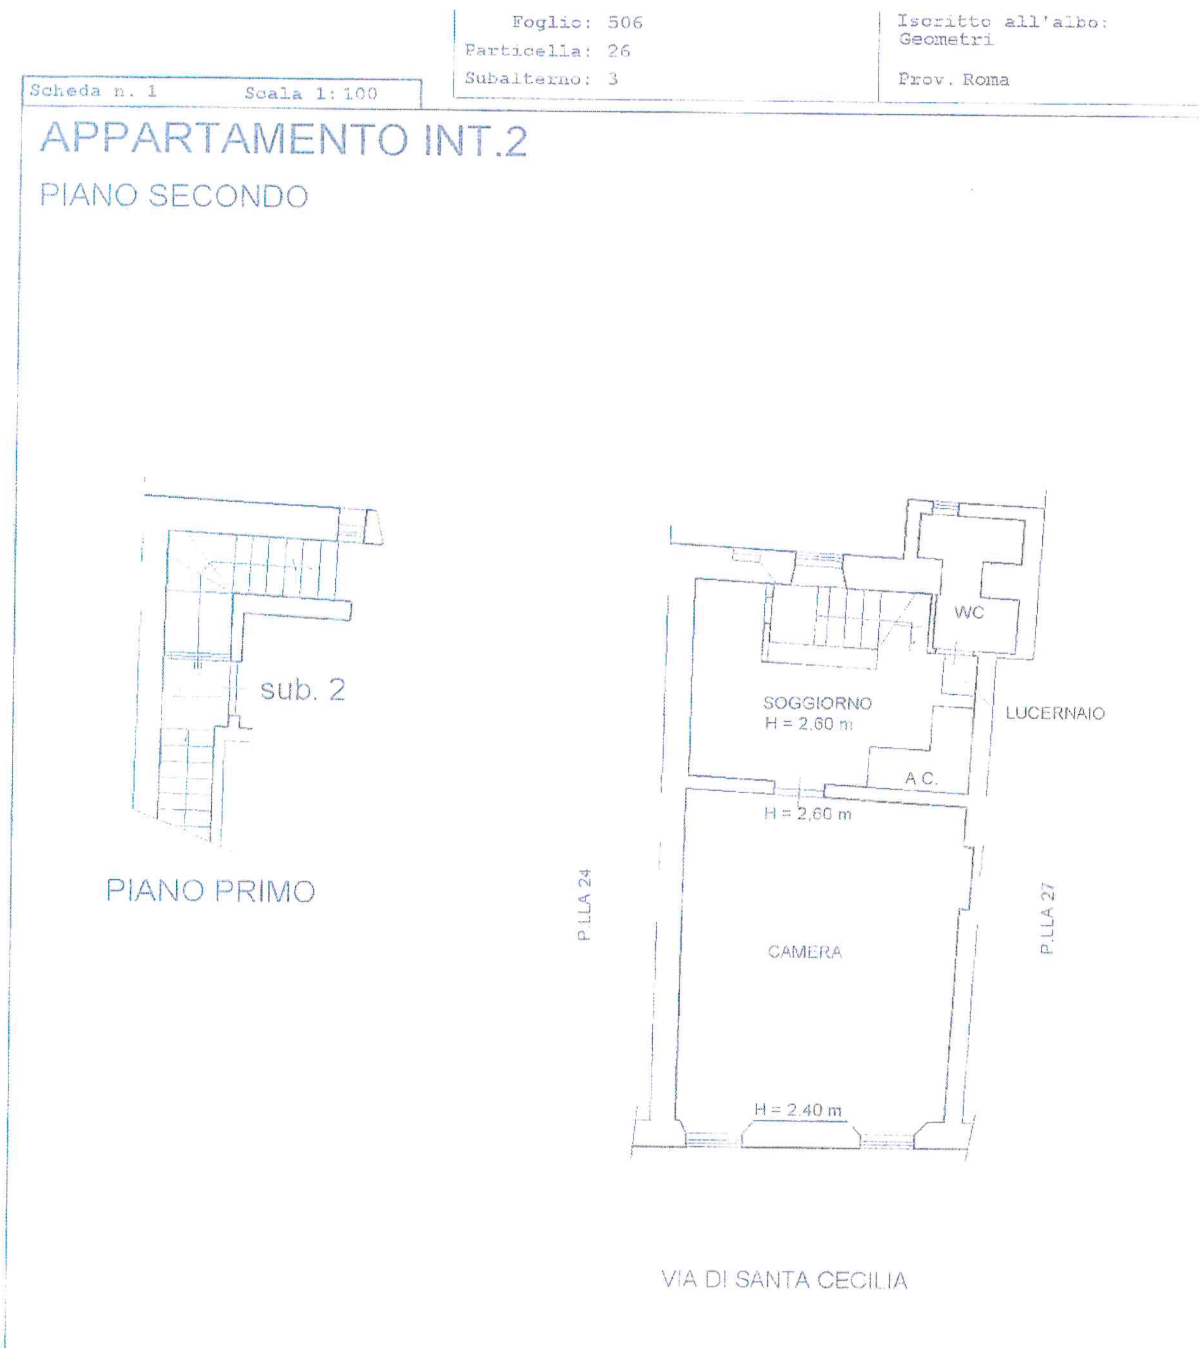 Foglio: 506
Particella: 26
Subalterno: 3
Iscritto all'albo:
Geometri
Prov. Roma
Scheda n. 1 Scala 1:100
APPARTAMENTO INT.2
PIANO SECONDO
sub. 2
PIANO PRIMO
WC
SOGGIORNO
H = 2,60 m
LUCERNAIO
A.C.
H = 2,60 m
P.LLA 24
P.LLA 27
CAMERA
H = 2.40 m
VIA DI SANTA CECILIA